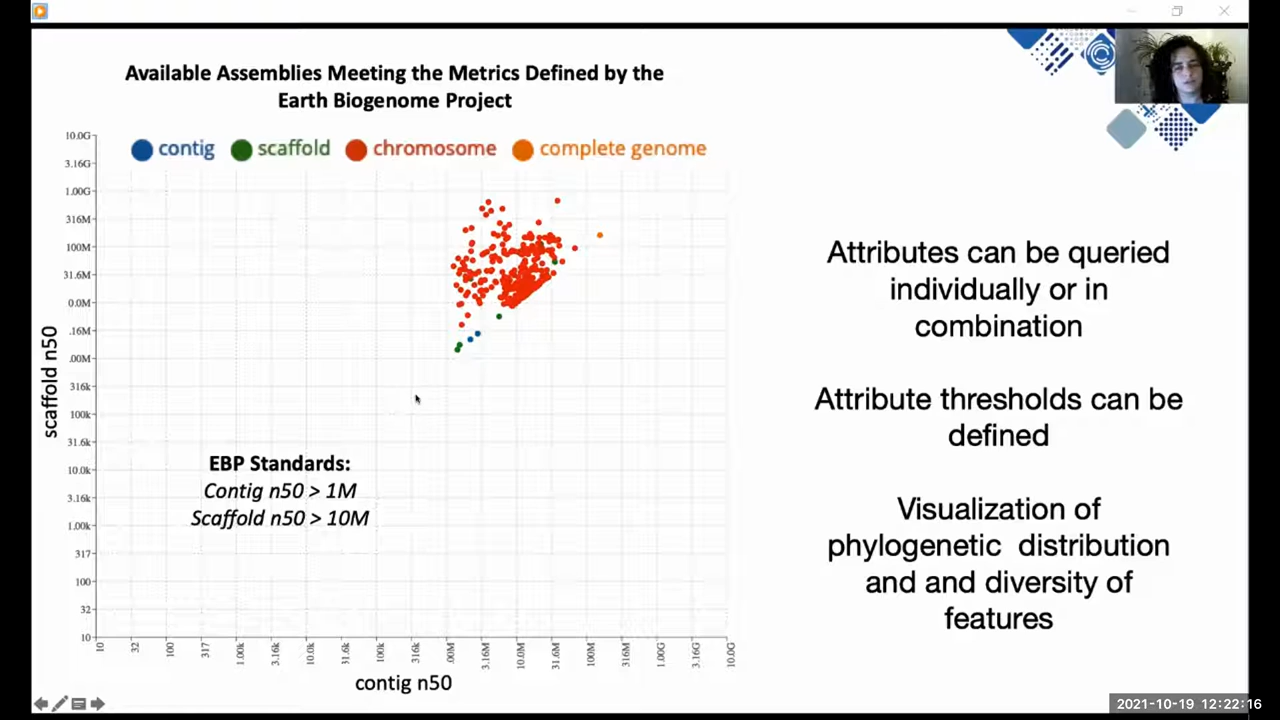 Available Assemblies Meeting the Metrics Defined by the
Earth Biogenome Project
contig
scaffold
chromosome
complete genome
10.0G
3.16G
1.00G
316M
100M
31.6M
0.0M
.16M
.00M
316k
100k
31.6k
10.0k
3.16k
1.00k
317
100
32
10
scaffold n50
EBP Standards:
Contig n50 > 1M
Scaffold n50 > 10M
10
32
100
317
1.00k
3.16k
10.0k
31.6k
100k
316k
.00M
3.16M
10.0M
31.6M
100M
316M
1.00G
3.16G
10.0G
contig n50
Attributes can be queried
individually or in
combination
Attribute thresholds can be
defined
Visualization of
phylogenetic distribution
and and diversity of
features
2021-10-19 12:22:16